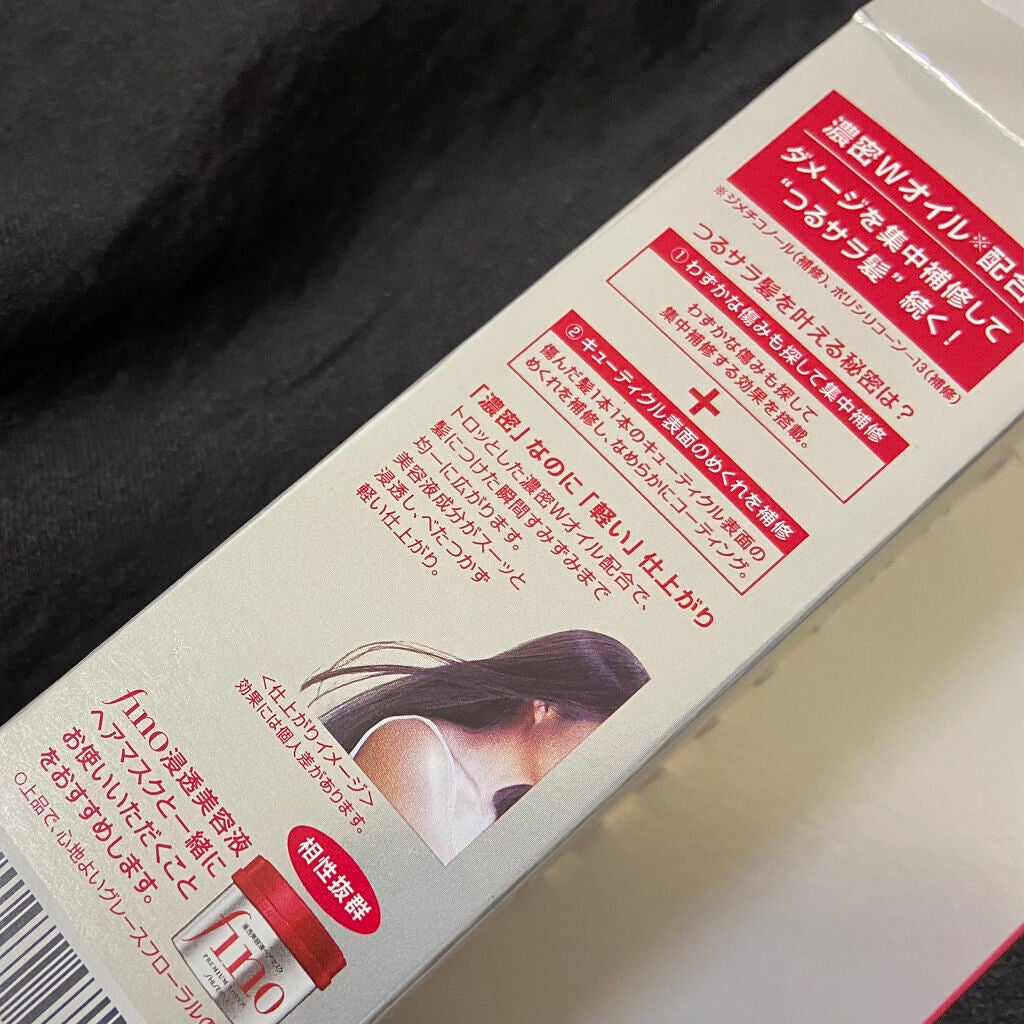 濃密Wオイル※配合
ダメージを集中補修して
“つるサラ髪”続く!
※ジメチコノール(補修)、ポリシリコーン-13(補修)
つるサラ髪を叶える秘密は?
①わずかな傷みも探して集中補修
わずかな傷みも探して
集中補修する効果を搭載。
+
②キューティクル表面のめくれを補修
傷んだ髪1本1本のキューティクル表面の
めくれを補修し、なめらかにコーティング。
「濃密」なのに「軽い」仕上がり
トロッとした濃密Wオイル配合で、
髪につけた瞬間すみずみまで
均一に広がります。
美容液成分がスーッと
浸透し、べたつかず
軽い仕上がり。
<仕上がりイメージ>
効果には個人差があります。
fino浸透美容液
ヘアマスクと一緒に
お使いいただくこと
をおすすめします。
○上品で、心地よいグレースフローラルの
相性抜群
浸透美容液ヘアマスク
fino
PREMIUM TOUCH